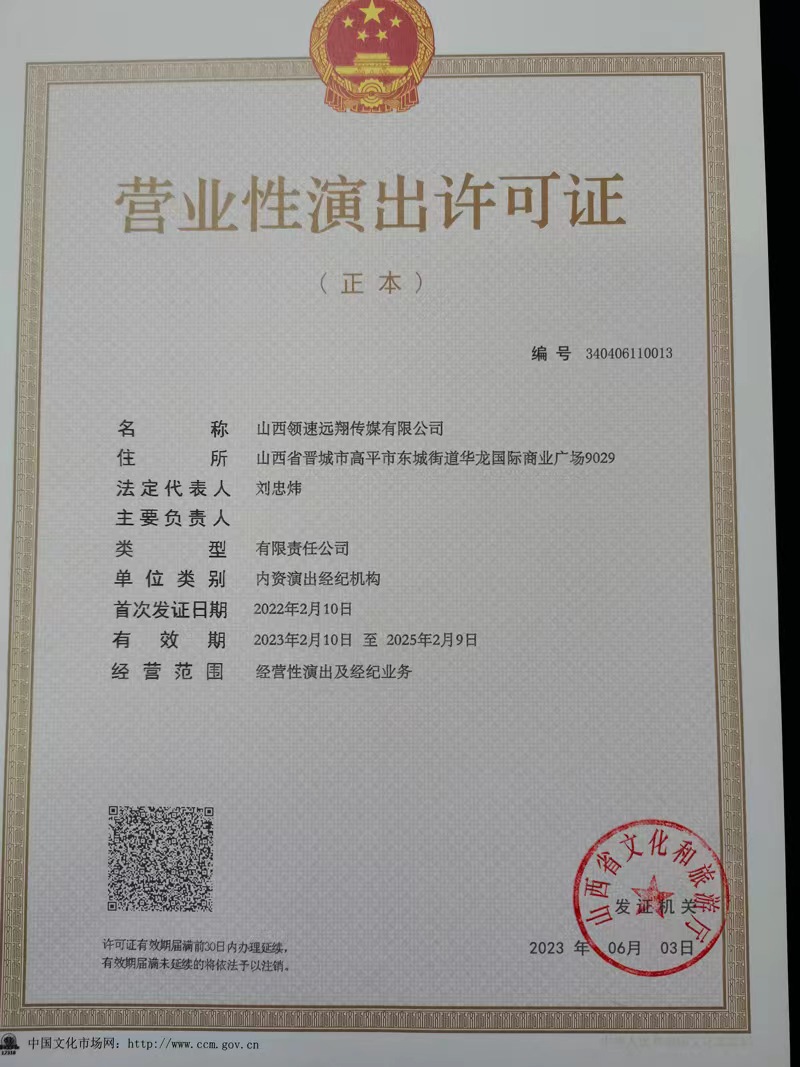 营业性演出许可证
（正本）
编号 340406110013
名称 山西领速远翔传媒有限公司
住所 山西省晋城市高平市东城街道华龙国际商业广场9029
法定代表人 刘忠炜
主要负责人
类型 有限责任公司
单位类别 内资演出经纪机构
首次发证日期 2022年2月10日
有效期 2023年2月10日 至 2025年2月9日
经营范围 经营性演出及经纪业务
山西省文化和旅游厅
发证机关
2023 年 06月 03日
许可证有效期届满前30日内办理延续，
有效期届满未延续的将依法予以注销。
中国文化市场网：http://www.ccm.gov.cn